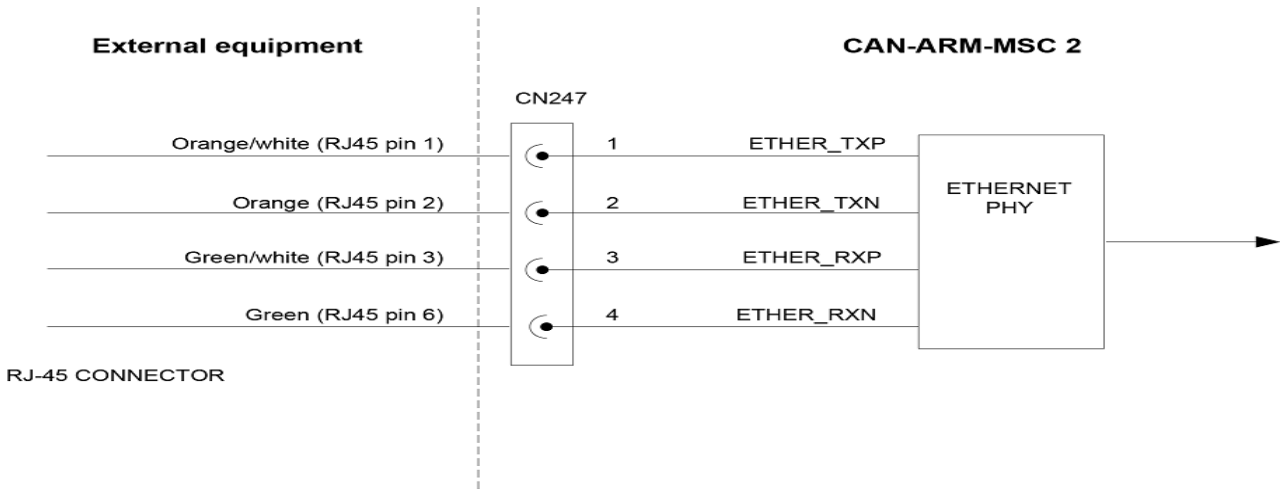 External equipment
CAN-ARM-MSC 2
CN247
Orange/white (RJ45 pin 1)
1
ETHER_TXP
Orange (RJ45 pin 2)
2
ETHER_TXN
ETHERNET
PHY
Green/white (RJ45 pin 3)
3
ETHER_RXP
Green (RJ45 pin 6)
4
ETHER_RXN
RJ-45 CONNECTOR